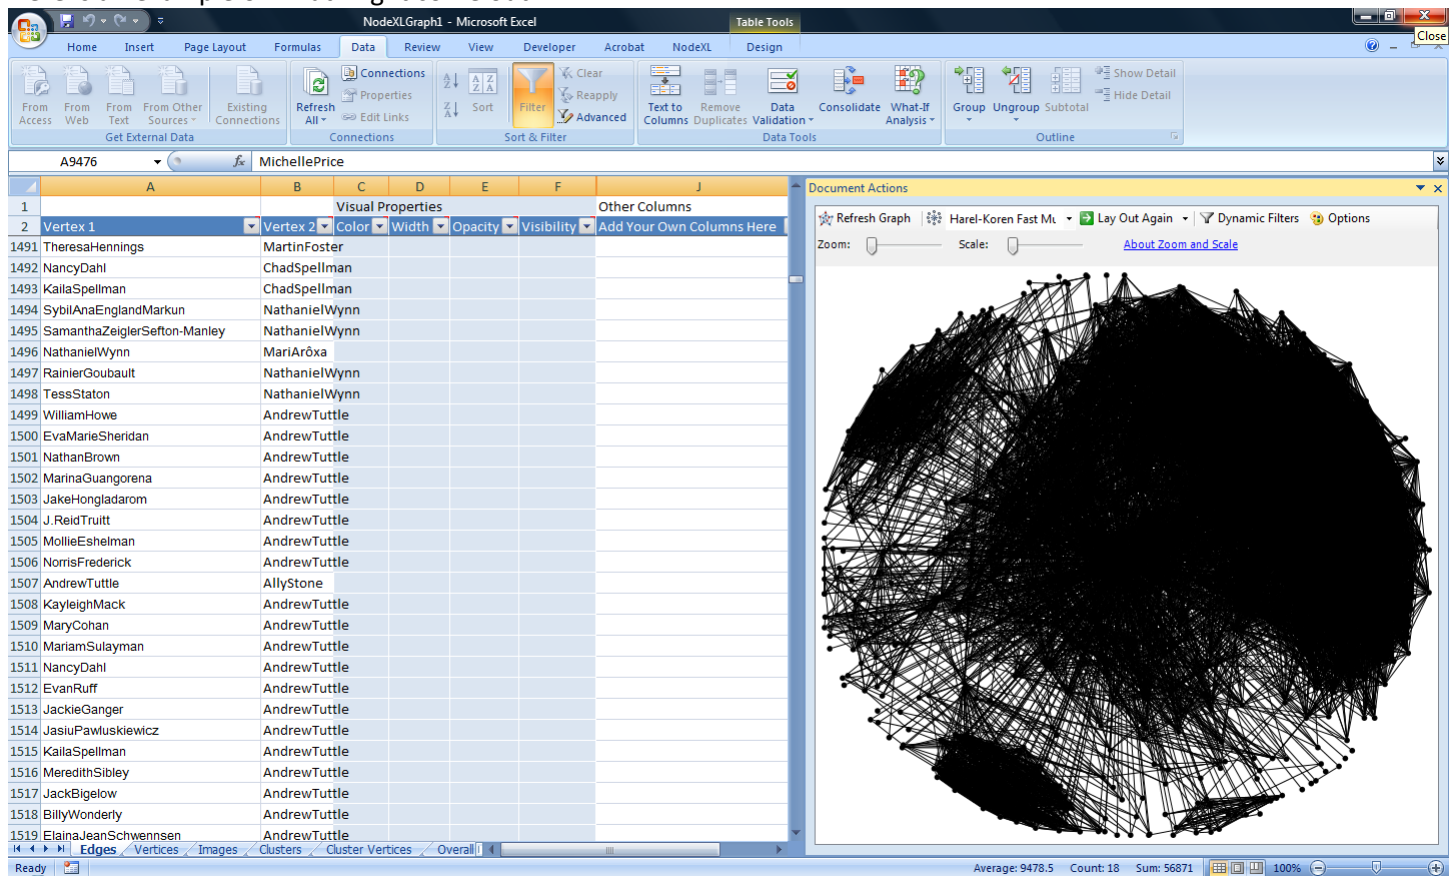 NodeXLGraph1 - Microsoft Excel
Table Tools
Close
Home Insert Page Layout Formulas Data Review View Developer Acrobat NodeXL Design
From Access
From Web
From Text
From Other Sources
Existing Connections
Get External Data
Refresh All
Connections
Properties
Edit Links
Connections
Sort
Filter
Clear
Reapply
Advanced
Sort & Filter
Text to Columns
Remove Duplicates
Data Validation
Consolidate
What-If Analysis
Data Tools
Group
Ungroup
Subtotal
Show Detail
Hide Detail
Outline
A9476 fx MichellePrice
A B C D E F J
1 Visual Properties Other Columns
2 Vertex 1 Vertex 2 Color Width Opacity Visibility Add Your Own Columns Here
1491 TheresaHennings MartinFoster
1492 NancyDahl ChadSpellman
1493 KailaSpellman ChadSpellman
1494 SybilAnaEnglandMarkun NathanielWynn
1495 SamanthaZeiglerSefton-Manley NathanielWynn
1496 NathanielWynn MariArôxa
1497 RainierGoubault NathanielWynn
1498 TessStaton NathanielWynn
1499 WilliamHowe AndrewTuttle
1500 EvaMarieSheridan AndrewTuttle
1501 NathanBrown AndrewTuttle
1502 MarinaGuangorena AndrewTuttle
1503 JakeHongladarom AndrewTuttle
1504 J.ReidTruitt AndrewTuttle
1505 MollieEshelman AndrewTuttle
1506 NorrisFrederick AndrewTuttle
1507 AndrewTuttle AllyStone
1508 KayleighMack AndrewTuttle
1509 MaryCohan AndrewTuttle
1510 MariamSulayman AndrewTuttle
1511 NancyDahl AndrewTuttle
1512 EvanRuff AndrewTuttle
1513 JackieGanger AndrewTuttle
1514 JasiuPawluskiewicz AndrewTuttle
1515 KailaSpellman AndrewTuttle
1516 MeredithSibley AndrewTuttle
1517 JackBigelow AndrewTuttle
1518 BillyWonderly AndrewTuttle
1519 ElainaJeanSchwennsen AndrewTuttle
Edges Vertices Images Clusters Cluster Vertices Overall
Document Actions
Refresh Graph Harel-Koren Fast Mu Lay Out Again Dynamic Filters Options
Zoom: Scale: About Zoom and Scale
Ready Average: 9478.5 Count: 18 Sum: 56871 100%